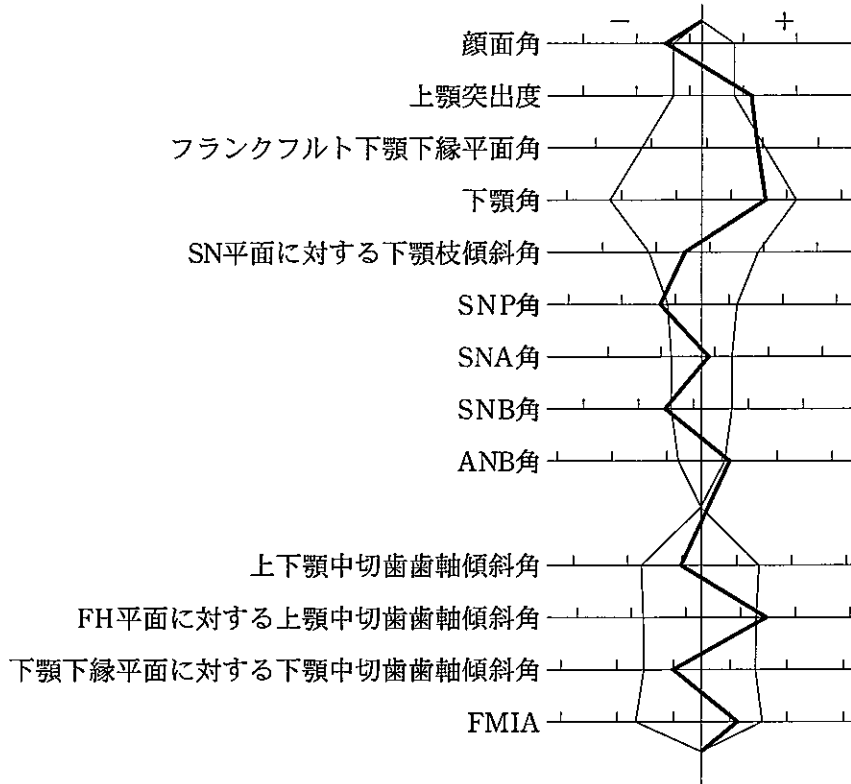 − +
顔面角
上顎突出度
フランクフルト下顎下縁平面角
下顎角
SN平面に対する下顎枝傾斜角
SNP角
SNA角
SNB角
ANB角
上下顎中切歯歯軸傾斜角
FH平面に対する上顎中切歯歯軸傾斜角
下顎下縁平面に対する下顎中切歯歯軸傾斜角
FMIA